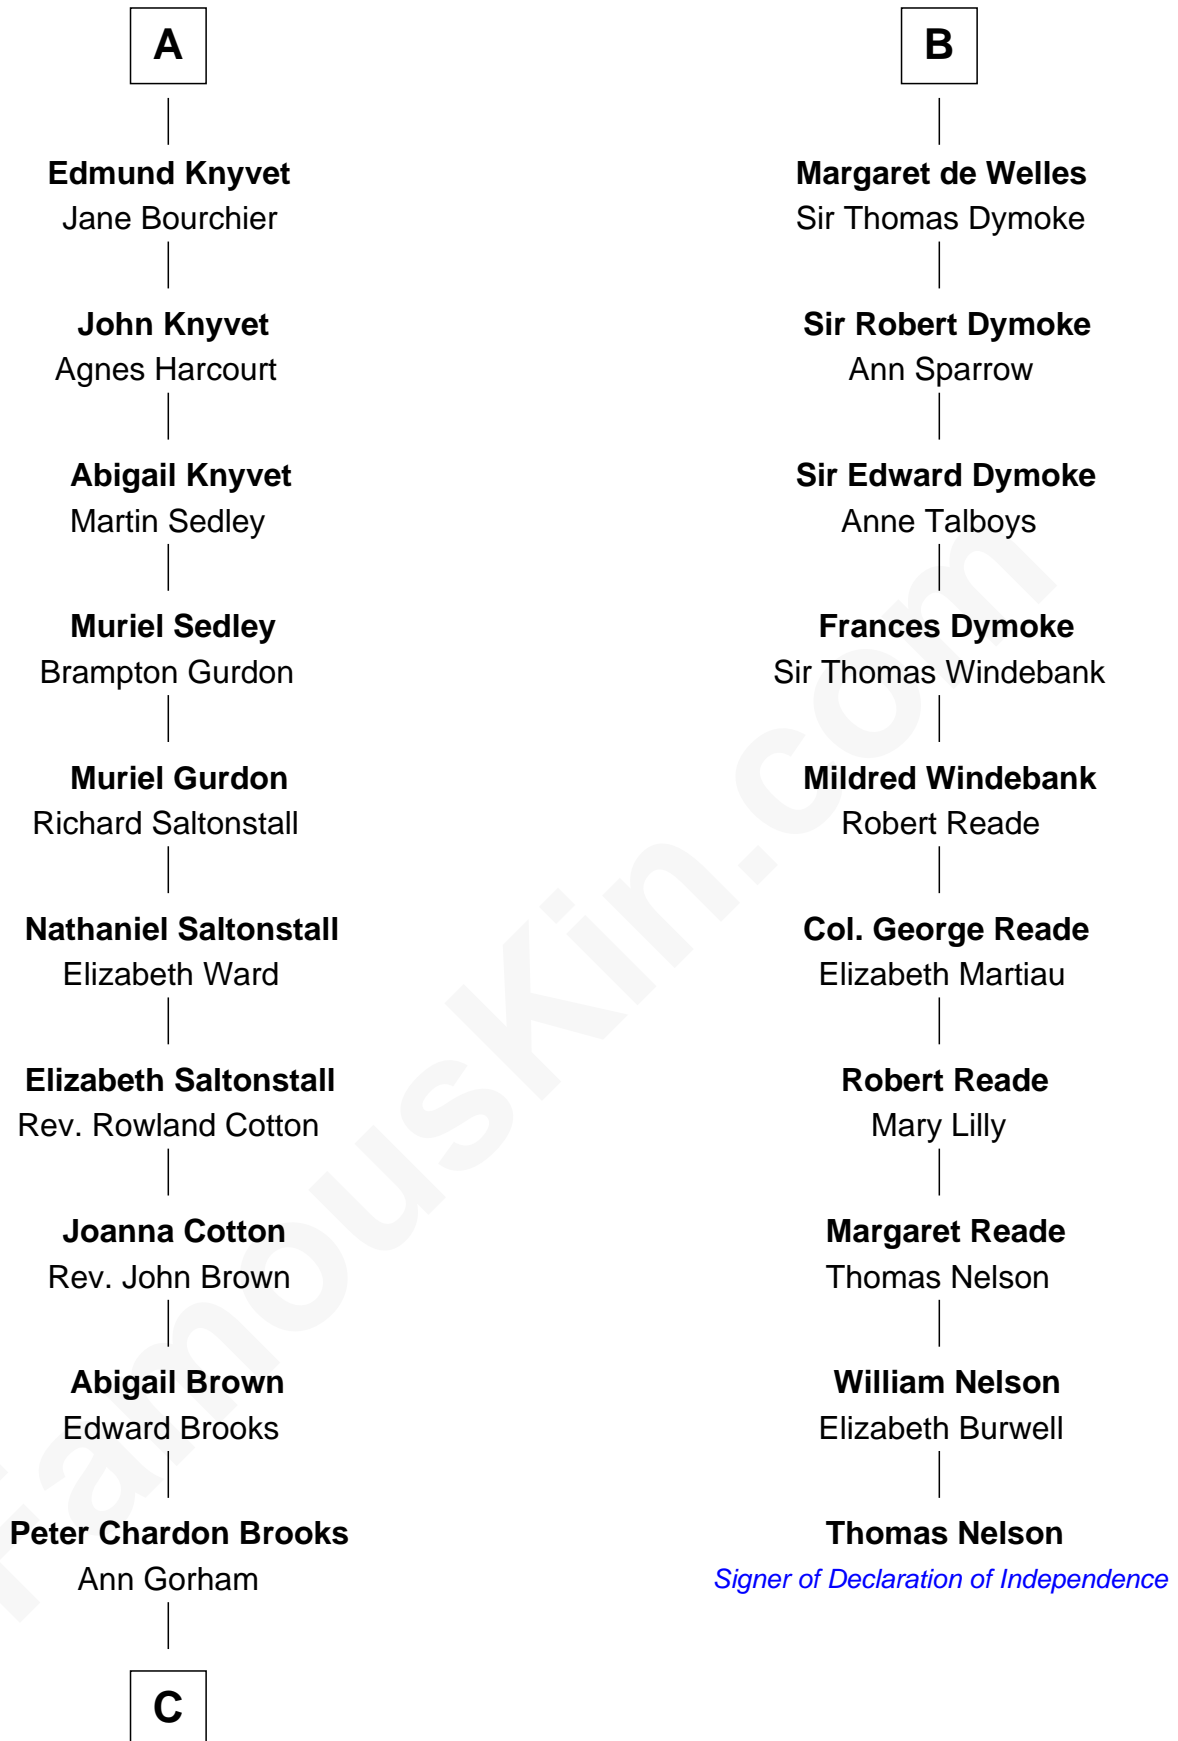 A
Edmund Knyvet
Jane Bourchier
John Knyvet
Agnes Harcourt
Abigail Knyvet
Martin Sedley
Muriel Sedley
Brampton Gurdon
Muriel Gurdon
Richard Saltonstall
Nathaniel Saltonstall
Elizabeth Ward
Elizabeth Saltonstall
Rev. Rowland Cotton
Joanna Cotton
Rev. John Brown
Abigail Brown
Edward Brooks
Peter Chardon Brooks
Ann Gorham
C
B
Margaret de Welles
Sir Thomas Dymoke
Sir Robert Dymoke
Ann Sparrow
Sir Edward Dymoke
Anne Talboys
Frances Dymoke
Sir Thomas Windebank
Mildred Windebank
Robert Reade
Col. George Reade
Elizabeth Martiau
Robert Reade
Mary Lilly
Margaret Reade
Thomas Nelson
William Nelson
Elizabeth Burwell
Thomas Nelson
Signer of Declaration of Independence
FamousKin.com